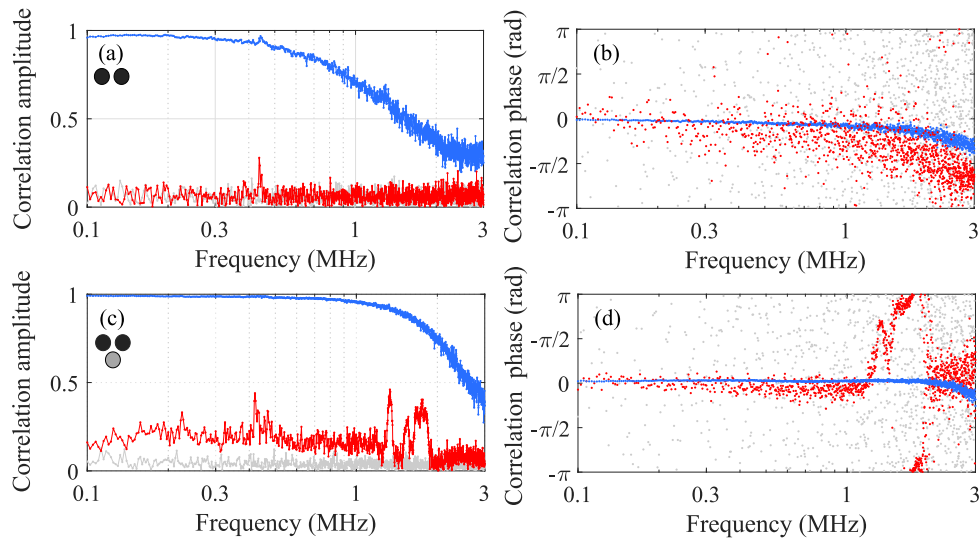 Correlation amplitude
1
0.5
0
(a)
0.1
0.3
1
3
Frequency (MHz)
Correlation phase (rad)
π
π/2
0
-π/2
-π
(b)
0.1
0.3
1
3
Frequency (MHz)
Correlation amplitude
1
0.5
0
(c)
0.1
0.3
1
3
Frequency (MHz)
Correlation phase (rad)
π
-π/2
0
-π/2
-π
(d)
0.1
0.3
1
3
Frequency (MHz)